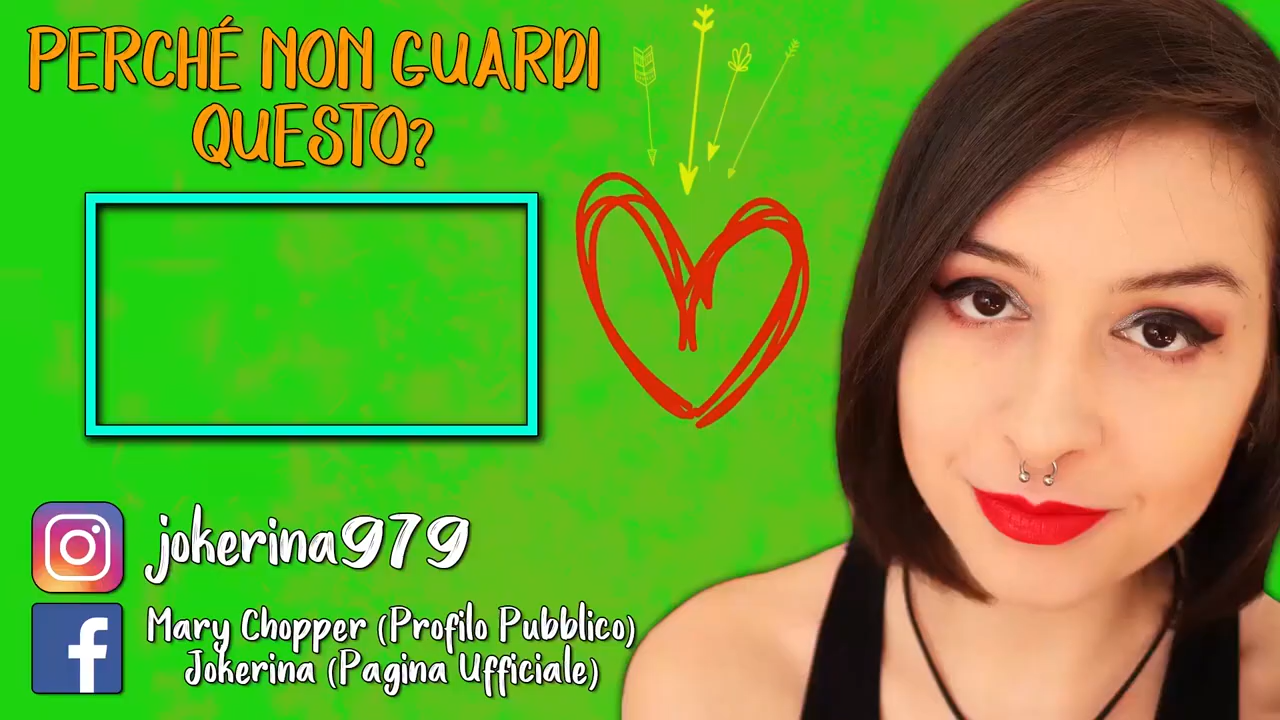 PERCHÉ NON GUARDI
QUESTO?
jokerina979
Mary Chopper (Profilo Pubblico)
Jokerina (Pagina Ufficiale)